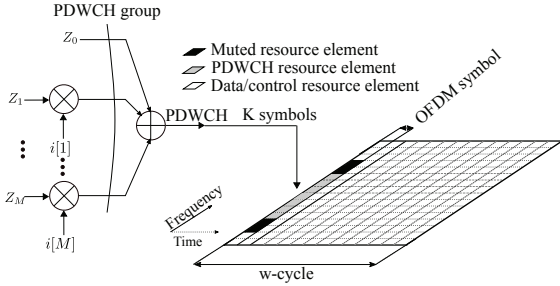 PDWCH group
Z₀
Muted resource element
PDWCH resource element
Data/control resource element
OFDM symbol
Z₁
PDWCH
K symbols
i[1]
Z_M
i[M]
Frequency
Time
w-cycle